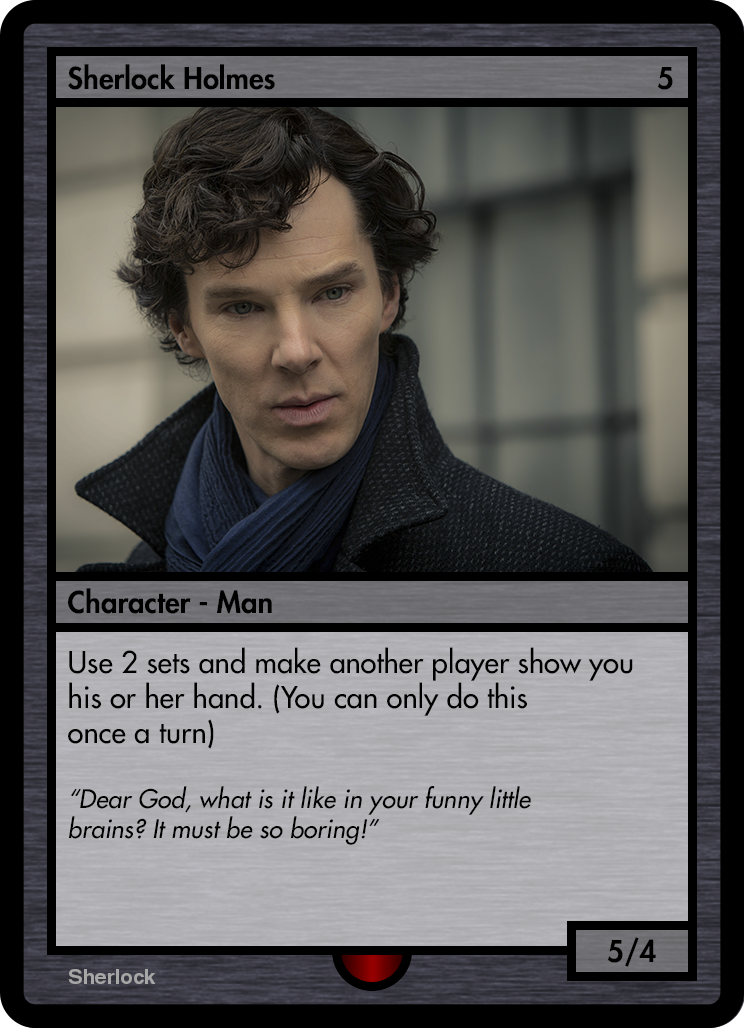 Sherlock Holmes 5
Character - Man
Use 2 sets and make another player show you
his or her hand. (You can only do this
once a turn)
“Dear God, what is it like in your funny little
brains? It must be so boring!”
5/4
Sherlock